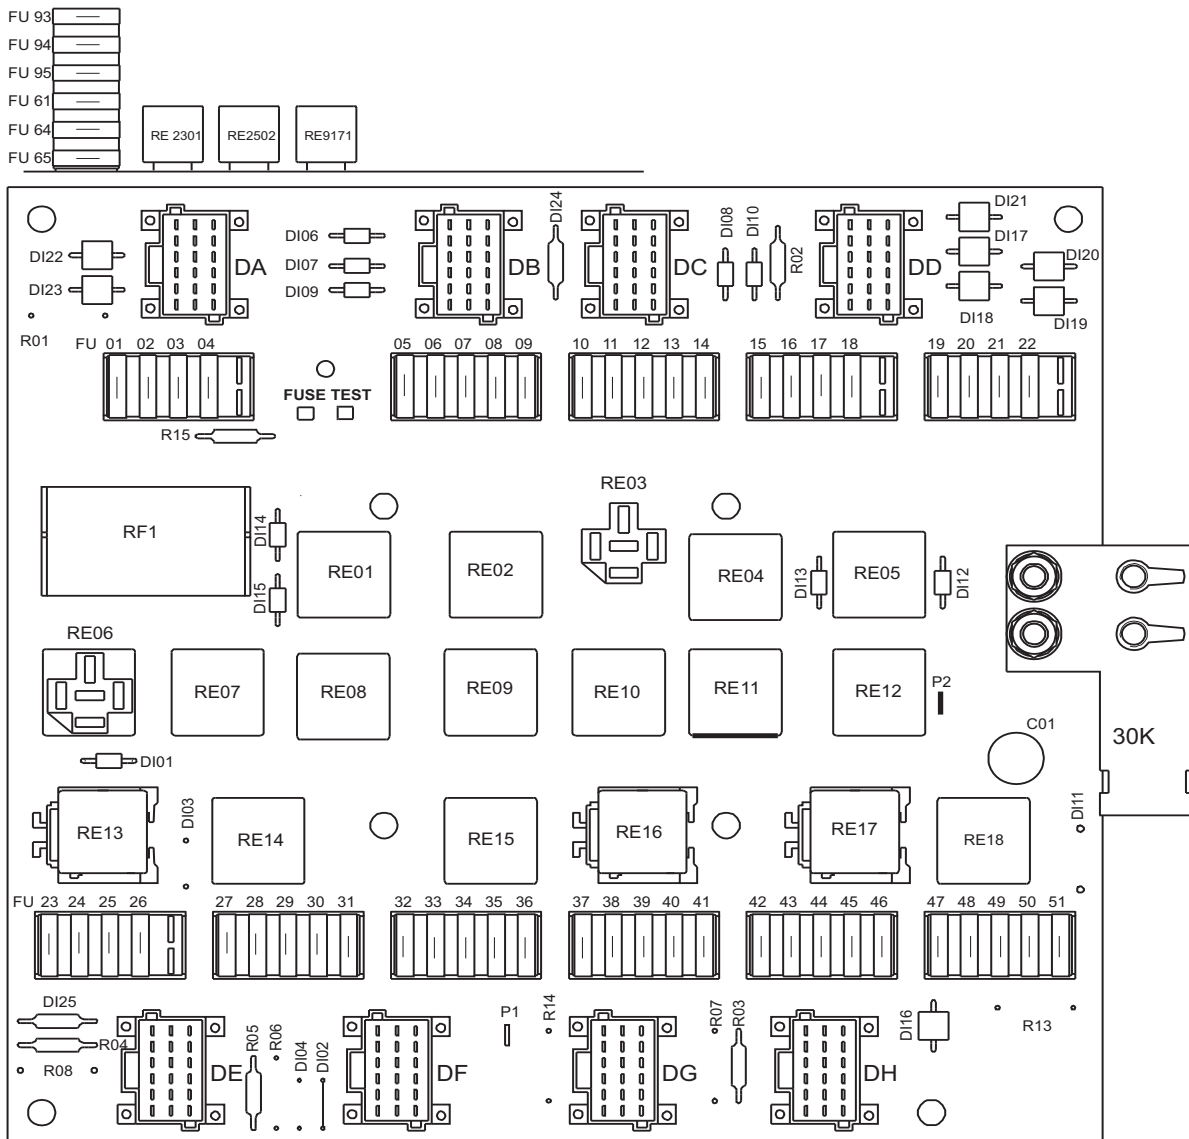 FU 93
FU 94
FU 95
FU 61
FU 64
FU 65
RE 2301 RE2502 RE9171
DI22
DI23
R01
DA
DI06
DI07
DI09
DB
DI24
DC
DI08
DI10
R02
DD
DI21
DI17
DI18
DI20
DI19
FU 01 02 03 04
FUSE TEST
05 06 07 08 09
10 11 12 13 14
15 16 17 18
19 20 21 22
R15
RF1
DI14
DI15
RE01
RE02
RE03
RE04
DI13
RE05
DI12
RE06
RE07
RE08
RE09
RE10
RE11
RE12
P2
C01
30K
DI01
RE13
DI03
RE14
RE15
RE16
RE17
RE18
DI11
FU 23 24 25 26
27 28 29 30 31
32 33 34 35 36
37 38 39 40 41
42 43 44 45 46
47 48 49 50 51
DI25
R04
R08
DE
R05
R06
DI04
DI02
DF
P1
R14
DG
R07
R03
DH
DI16
R13